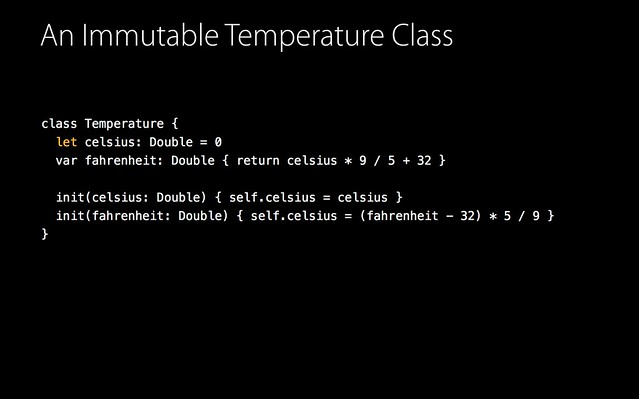 An Immutable Temperature Class
class Temperature {
let celsius: Double = 0
var fahrenheit: Double { return celsius * 9 / 5 + 32 }
init(celsius: Double) { self.celsius = celsius }
init(fahrenheit: Double) { self.celsius = (fahrenheit - 32) * 5 / 9 }
}